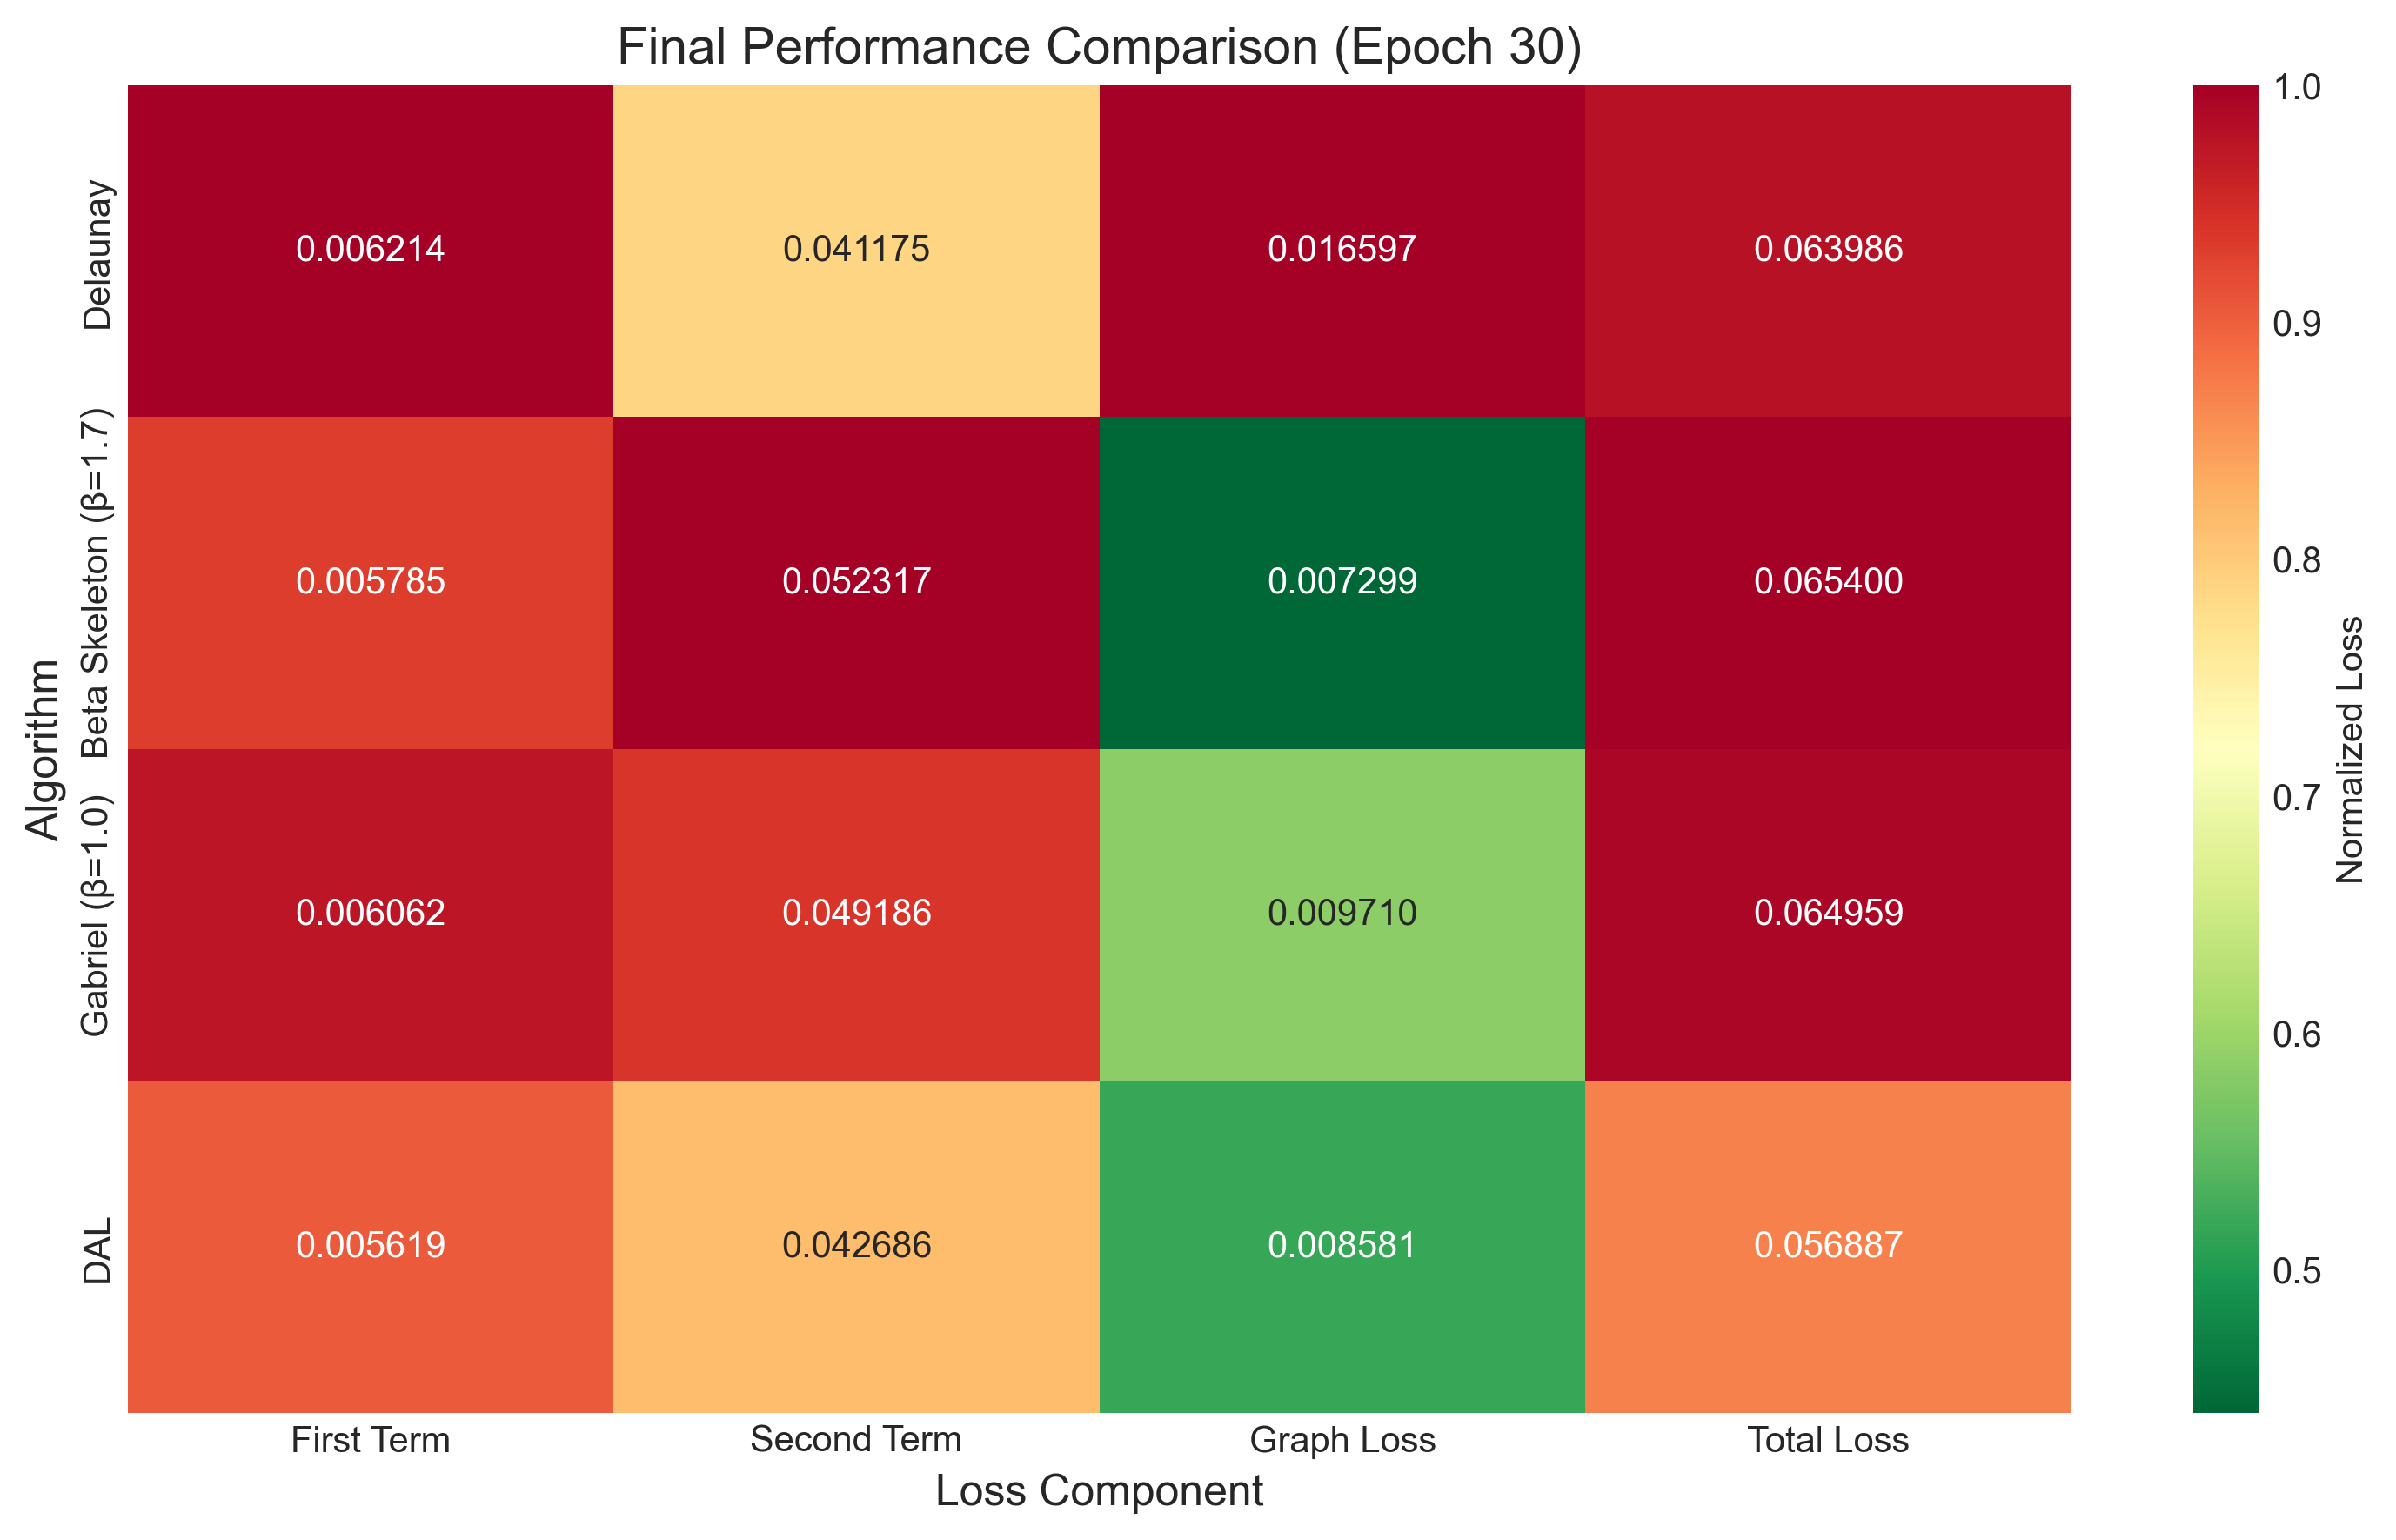 Final Performance Comparison (Epoch 30)
Algorithm
Delaunay
0.006214 0.041175 0.016597 0.063986
Beta Skeleton (β=1.7)
0.005785 0.052317 0.007299 0.065400
Gabriel (β=1.0)
0.006062 0.049186 0.009710 0.064959
DAL
0.005619 0.042686 0.008581 0.056887
First Term Second Term Graph Loss Total Loss
Loss Component
1.0
0.9
0.8
0.7
0.6
0.5
Normalized Loss